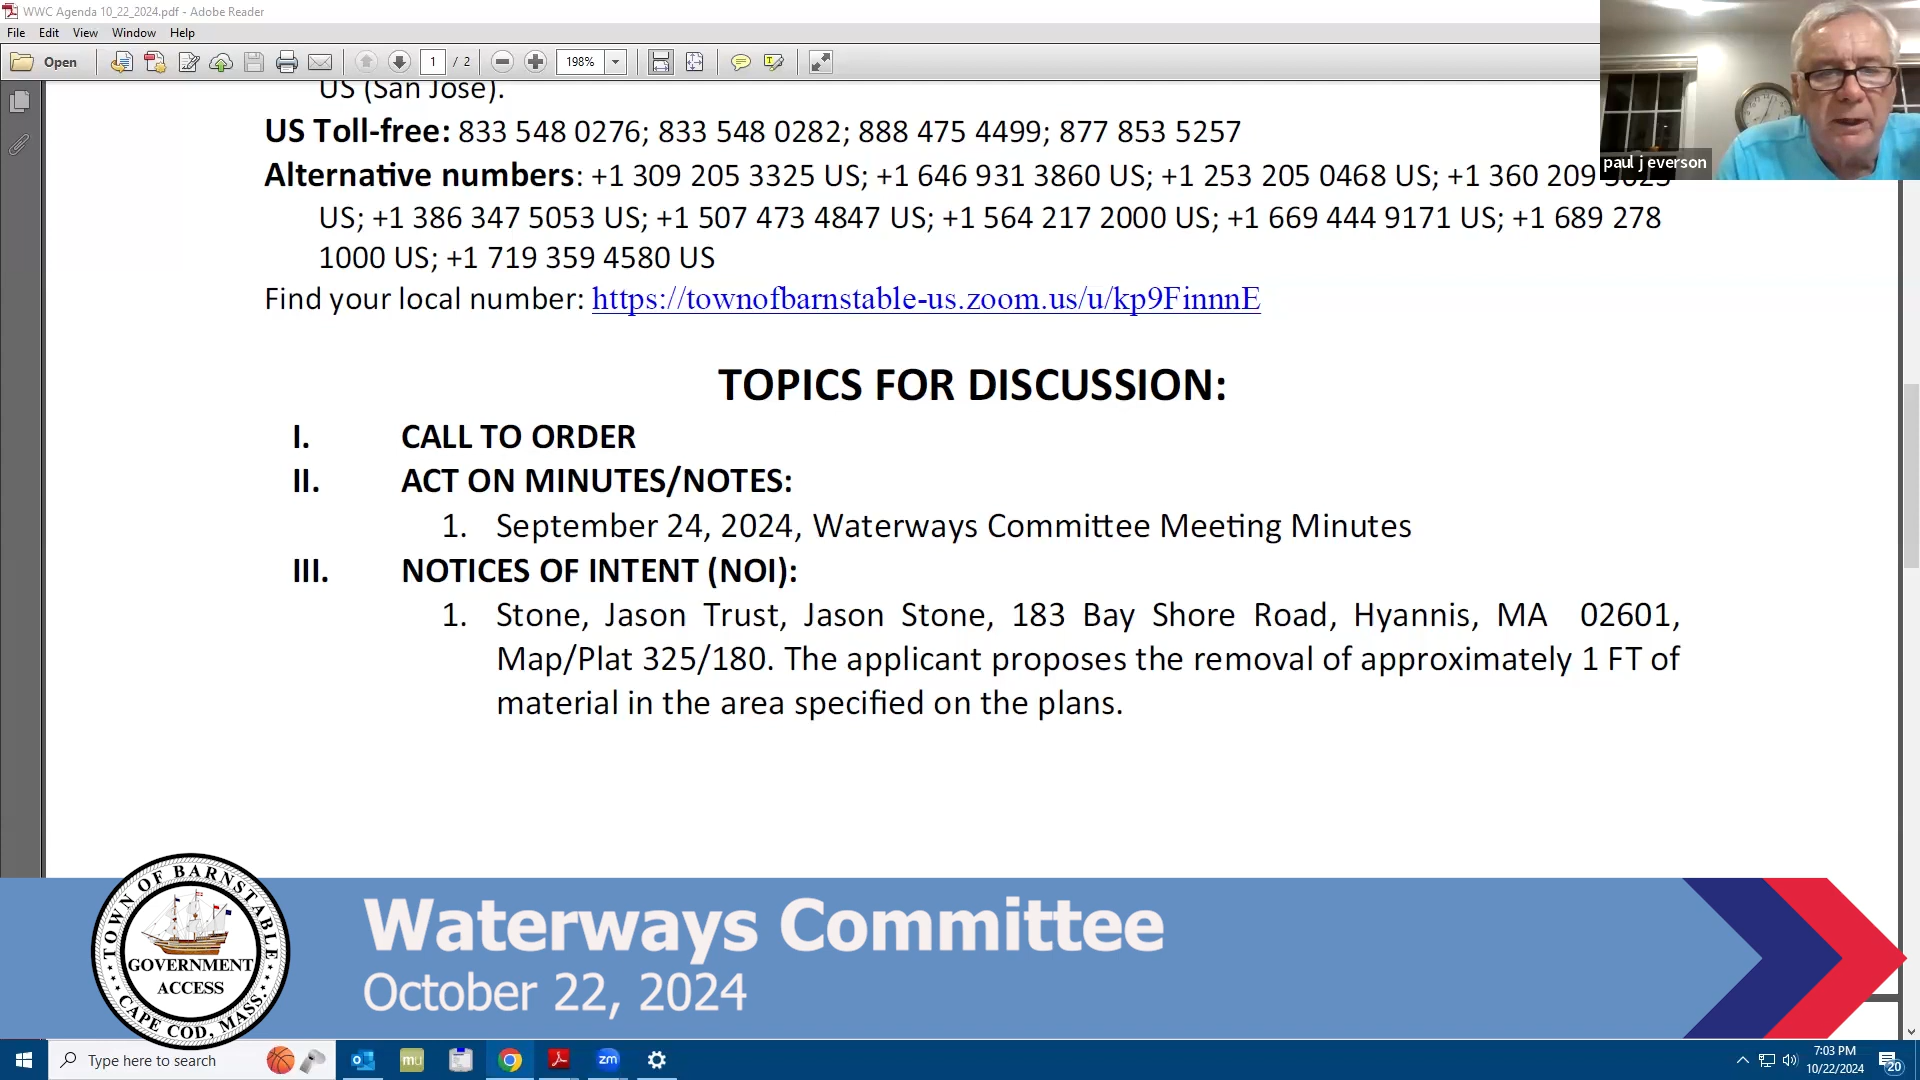 WWC Agenda 10_22_2024.pdf - Adobe Reader
File Edit View Window Help
Open 1 / 2 198%
US (San Jose).
US Toll-free: 833 548 0276; 833 548 0282; 888 475 4499; 877 853 5257
Alternative numbers: +1 309 205 3325 US; +1 646 931 3860 US; +1 253 205 0468 US; +1 360 209
US; +1 386 347 5053 US; +1 507 473 4847 US; +1 564 217 2000 US; +1 669 444 9171 US; +1 689 278
1000 US; +1 719 359 4580 US
Find your local number: https://townofbarnstable-us.zoom.us/u/kp9FinnnE
paul j everson
TOPICS FOR DISCUSSION:
I. CALL TO ORDER
II. ACT ON MINUTES/NOTES:
1. September 24, 2024, Waterways Committee Meeting Minutes
III. NOTICES OF INTENT (NOI):
1. Stone, Jason Trust, Jason Stone, 183 Bay Shore Road, Hyannis, MA 02601,
Map/Plat 325/180. The applicant proposes the removal of approximately 1 FT of
material in the area specified on the plans.
TOWN OF BARNSTABLE
GOVERNMENT
ACCESS
CAPE COD, MASS.
Waterways Committee
October 22, 2024
Type here to search
mu
zm
7:03 PM
10/22/2024
20